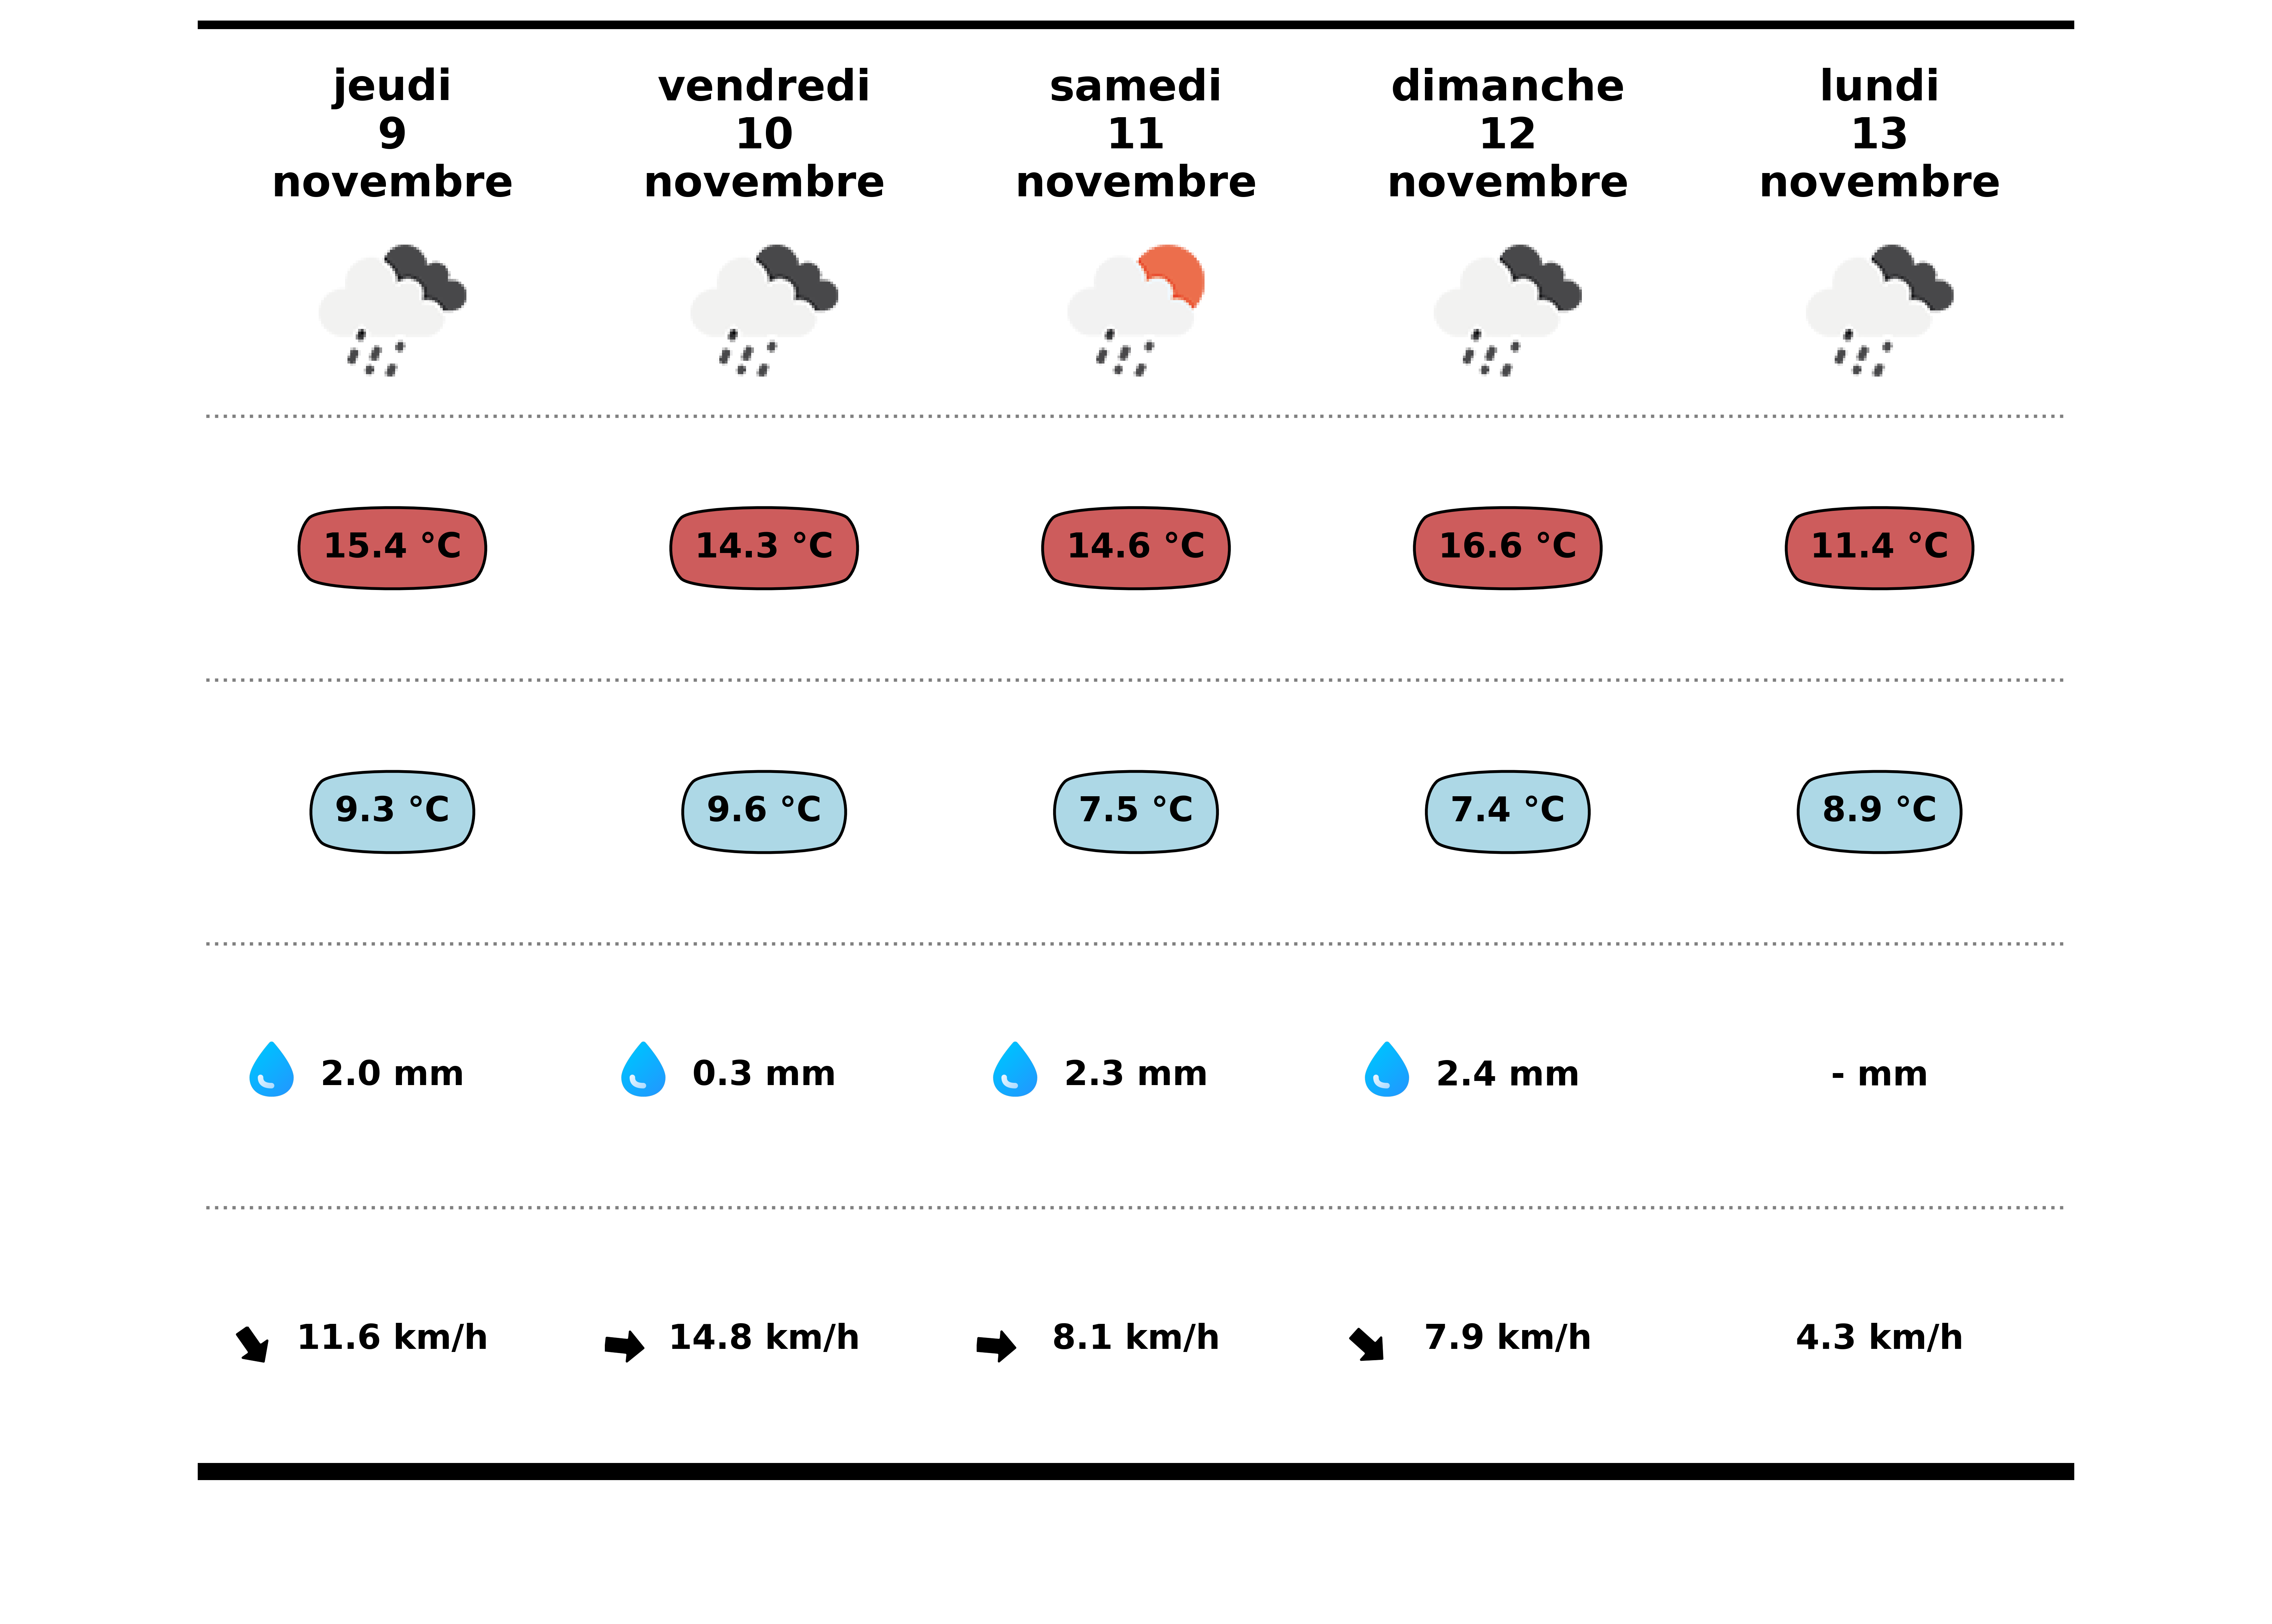 jeudi
9
novembre
vendredi
10
novembre
samedi
11
novembre
dimanche
12
novembre
lundi
13
novembre
15.4 °C
14.3 °C
14.6 °C
16.6 °C
11.4 °C
9.3 °C
9.6 °C
7.5 °C
7.4 °C
8.9 °C
2.0 mm
0.3 mm
2.3 mm
2.4 mm
- mm
11.6 km/h
14.8 km/h
8.1 km/h
7.9 km/h
4.3 km/h